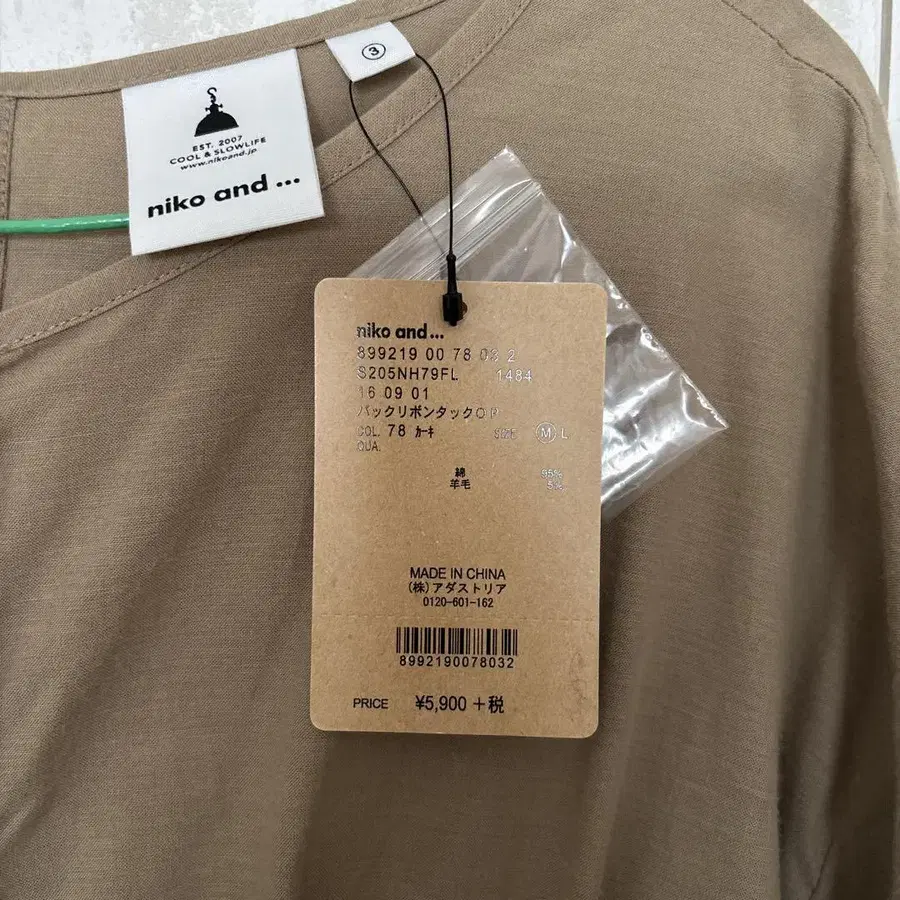 EST. 2007
COOL & SLOWLIFE
www.nikoand.jp
niko and ...
3
niko and ...
899219 00 78 03 2
S205NH79FL 1484
16 09 01
バックリボンタックOP
COL. 78 カーキ SIZE M L
QUA.
綿 95%
羊毛 5%
MADE IN CHINA
(株)アダストリア
0120-601-162
8992190078032
PRICE ¥5,900 +税